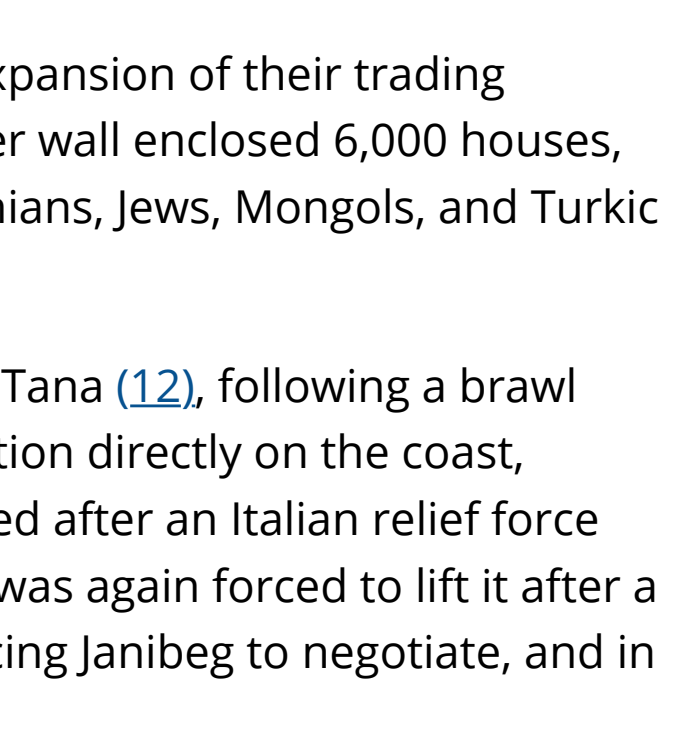 expansion of their trading
er wall enclosed 6,000 houses,
nians, Jews, Mongols, and Turkic
Tana (12), following a brawl
tion directly on the coast,
ed after an Italian relief force
was again forced to lift it after a
cing Janibeg to negotiate, and in